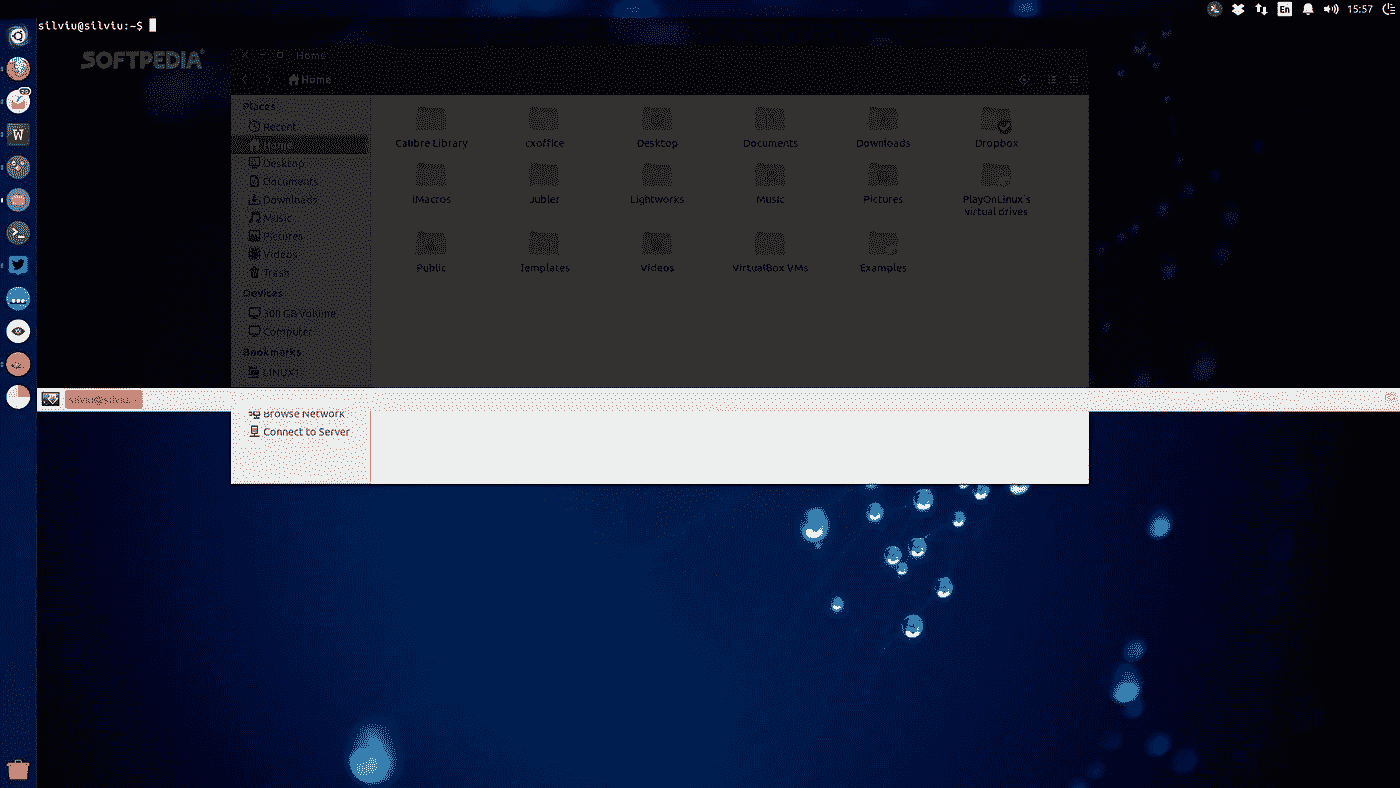 silviu@silviu:~$
En
15:57
SOFTPEDIA
Home
Home
Places
Recent
Home
Desktop
Documents
Downloads
Music
Pictures
Videos
Trash
Devices
300 GB Volume
Computer
Bookmarks
LINUX1
Browse Network
Connect to Server
Calibre Library
cxoffice
Desktop
Documents
Downloads
Dropbox
iMacros
Jubler
Lightworks
Music
Pictures
PlayOnLinux's
virtual drives
Public
Templates
Videos
VirtualBox VMs
Examples
W
silviu@silviu: ~